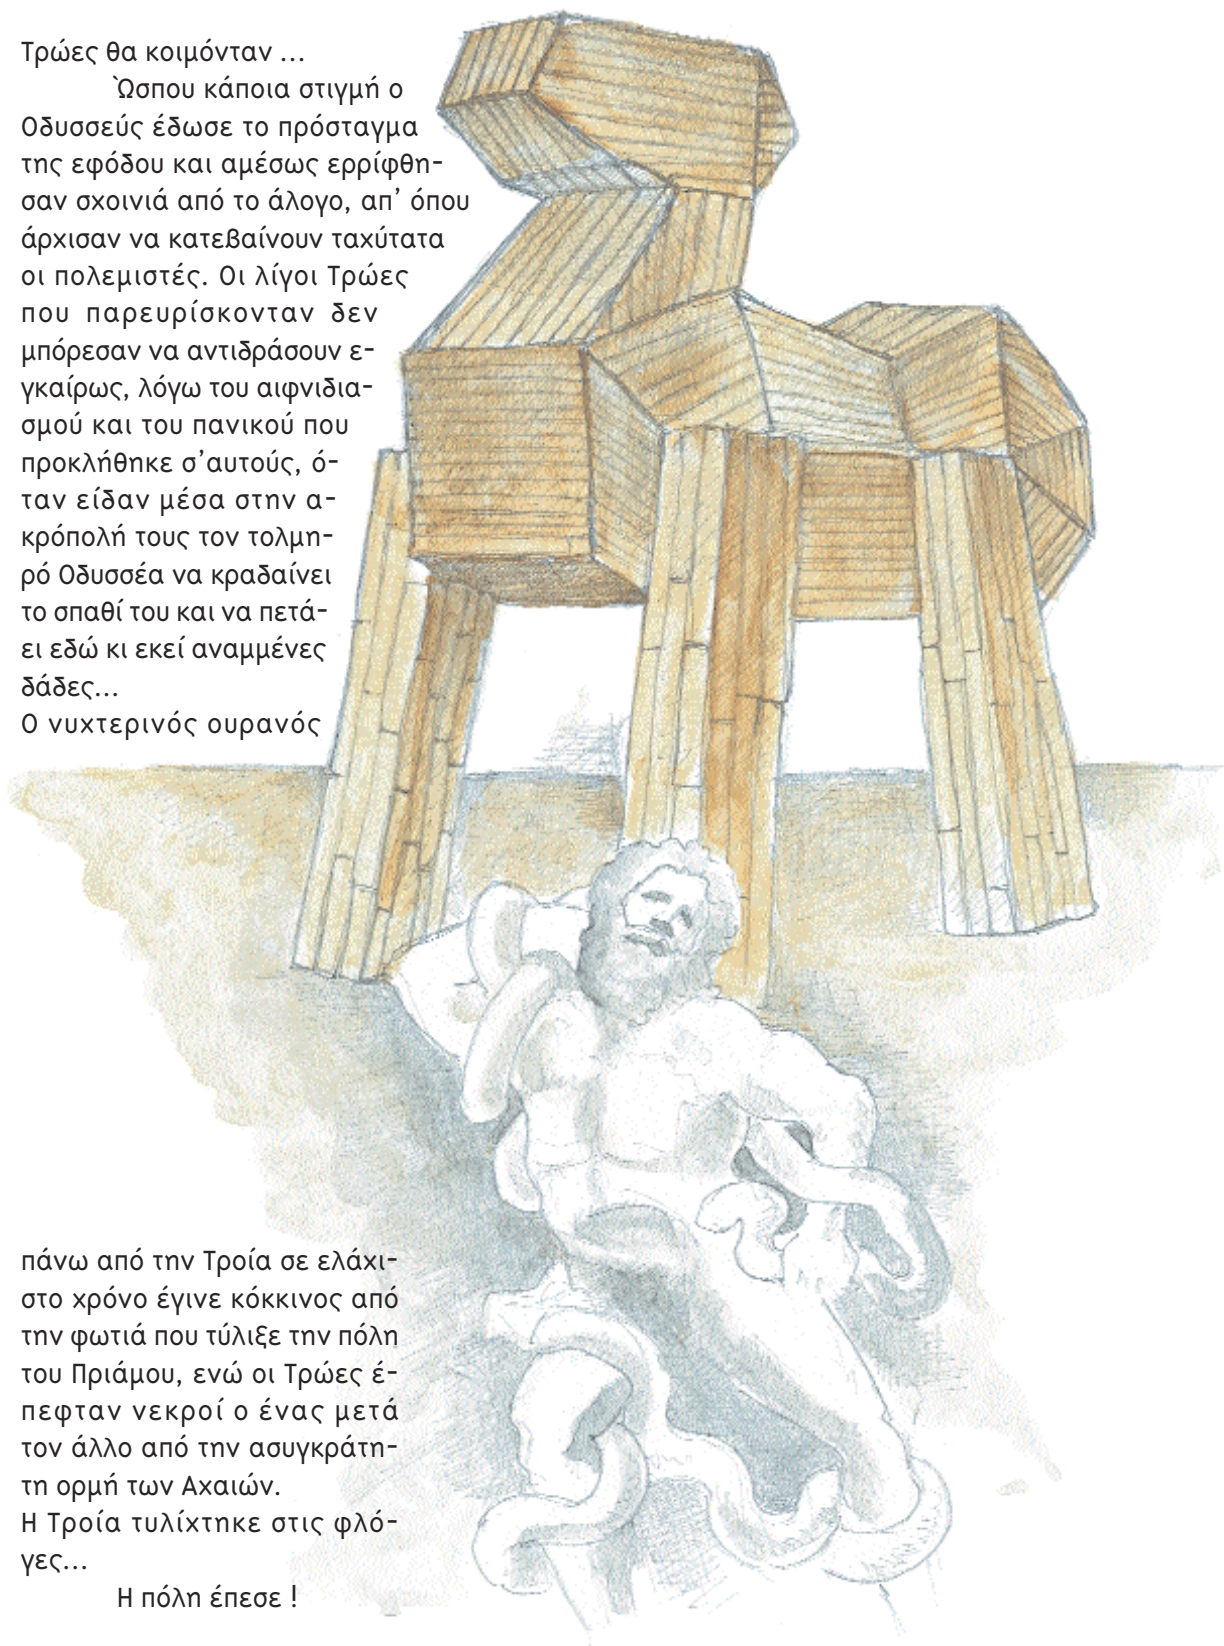 Τρώες θα κοιμόνταν ...
Ὼσπου κάποια στιγμή ο
Οδυσσεύς έδωσε το πρόσταγμα
της εφόδου και αμέσως ερρίφθη-
σαν σχοινιά από το άλογο, απ’ όπου
άρχισαν να κατεβαίνουν ταχύτατα
οι πολεμιστές. Οι λίγοι Τρώες
που παρευρίσκονταν δεν
μπόρεσαν να αντιδράσουν ε-
γκαίρως, λόγω του αιφνιδια-
σμού και του πανικού που
προκλήθηκε σ’αυτούς, ό-
ταν είδαν μέσα στην α-
κρόπολή τους τον τολμη-
ρό Οδυσσέα να κραδαίνει
το σπαθί του και να πετά-
ει εδώ κι εκεί αναμμένες
δάδες...
Ο νυχτερινός ουρανός
πάνω από την Τροία σε ελάχι-
στο χρόνο έγινε κόκκινος από
την φωτιά που τύλιξε την πόλη
του Πριάμου, ενώ οι Τρώες έ-
πεφταν νεκροί ο ένας μετά
τον άλλο από την ασυγκράτη-
τη ορμή των Αχαιών.
Η Τροία τυλίχτηκε στις φλό-
γες...
Η πόλη έπεσε !